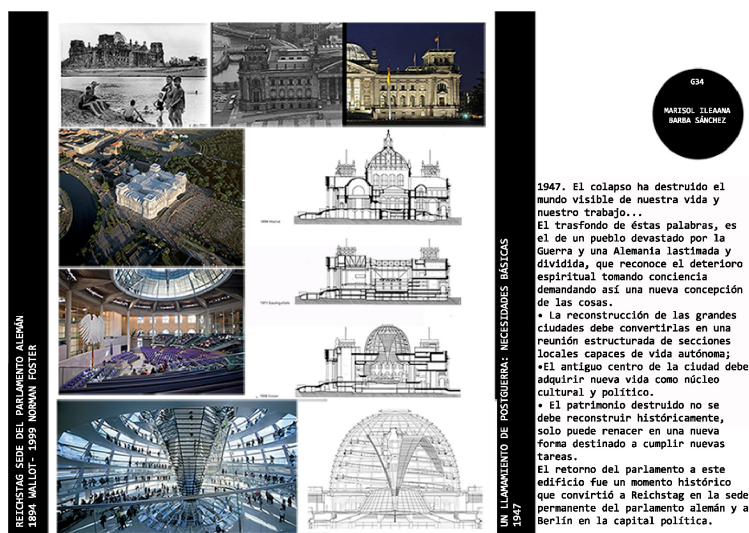 REICHSTAG SEDE DEL PARLAMENTO ALEMÁN
1894 WALLOT- 1999 NORMAN FOSTER
UN LLAMAMIENTO DE POSTGUERRA: NECESIDADES BÁSICAS
1947
G34
MARISOL ILEAANA
BARBA SÁNCHEZ
1947. El colapso ha destruido el
mundo visible de nuestra vida y
nuestro trabajo...
El trasfondo de éstas palabras, es
el de un pueblo devastado por la
Guerra y una Alemania lastimada y
dividida, que reconoce el deterioro
espiritual tomando conciencia
demandando así una nueva concepción
de las cosas.
• La reconstrucción de las grandes
ciudades debe convertirlas en una
reunión estructurada de secciones
locales capaces de vida autónoma;
•El antiguo centro de la ciudad debe
adquirir nueva vida como núcleo
cultural y político.
• El patrimonio destruido no se
debe reconstruir históricamente,
solo puede renacer en una nueva
forma destinado a cumplir nuevas
tareas.
El retorno del parlamento a este
edificio fue un momento histórico
que convirtió a Reichstag en la sede
permanente del parlamento alemán y a
Berlín en la capital política.